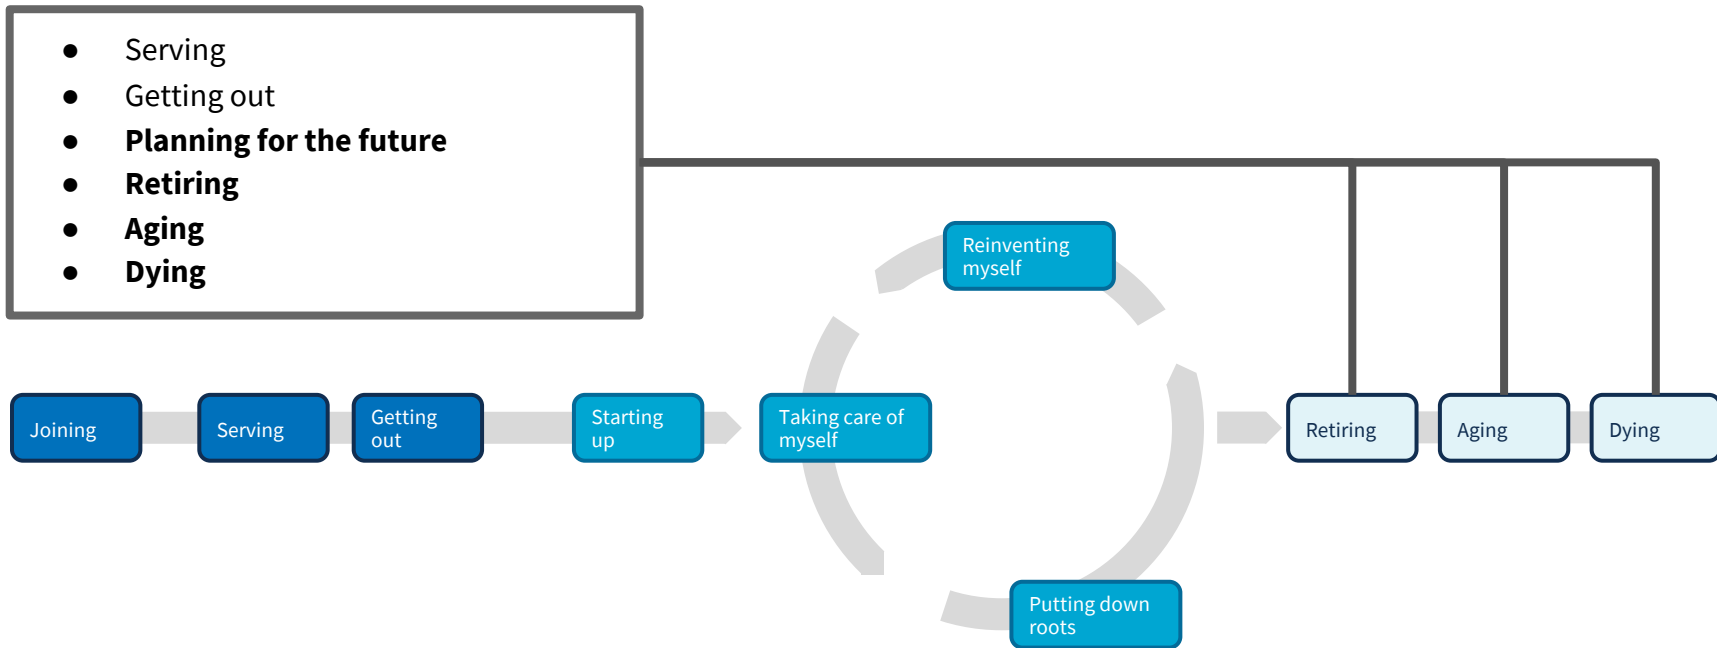 ● Serving
● Getting out
● Planning for the future
● Retiring
● Aging
● Dying
Reinventing
myself
Joining
Serving
Getting
out
Starting
up
Taking care of
myself
Retiring
Aging
Dying
Putting down
roots